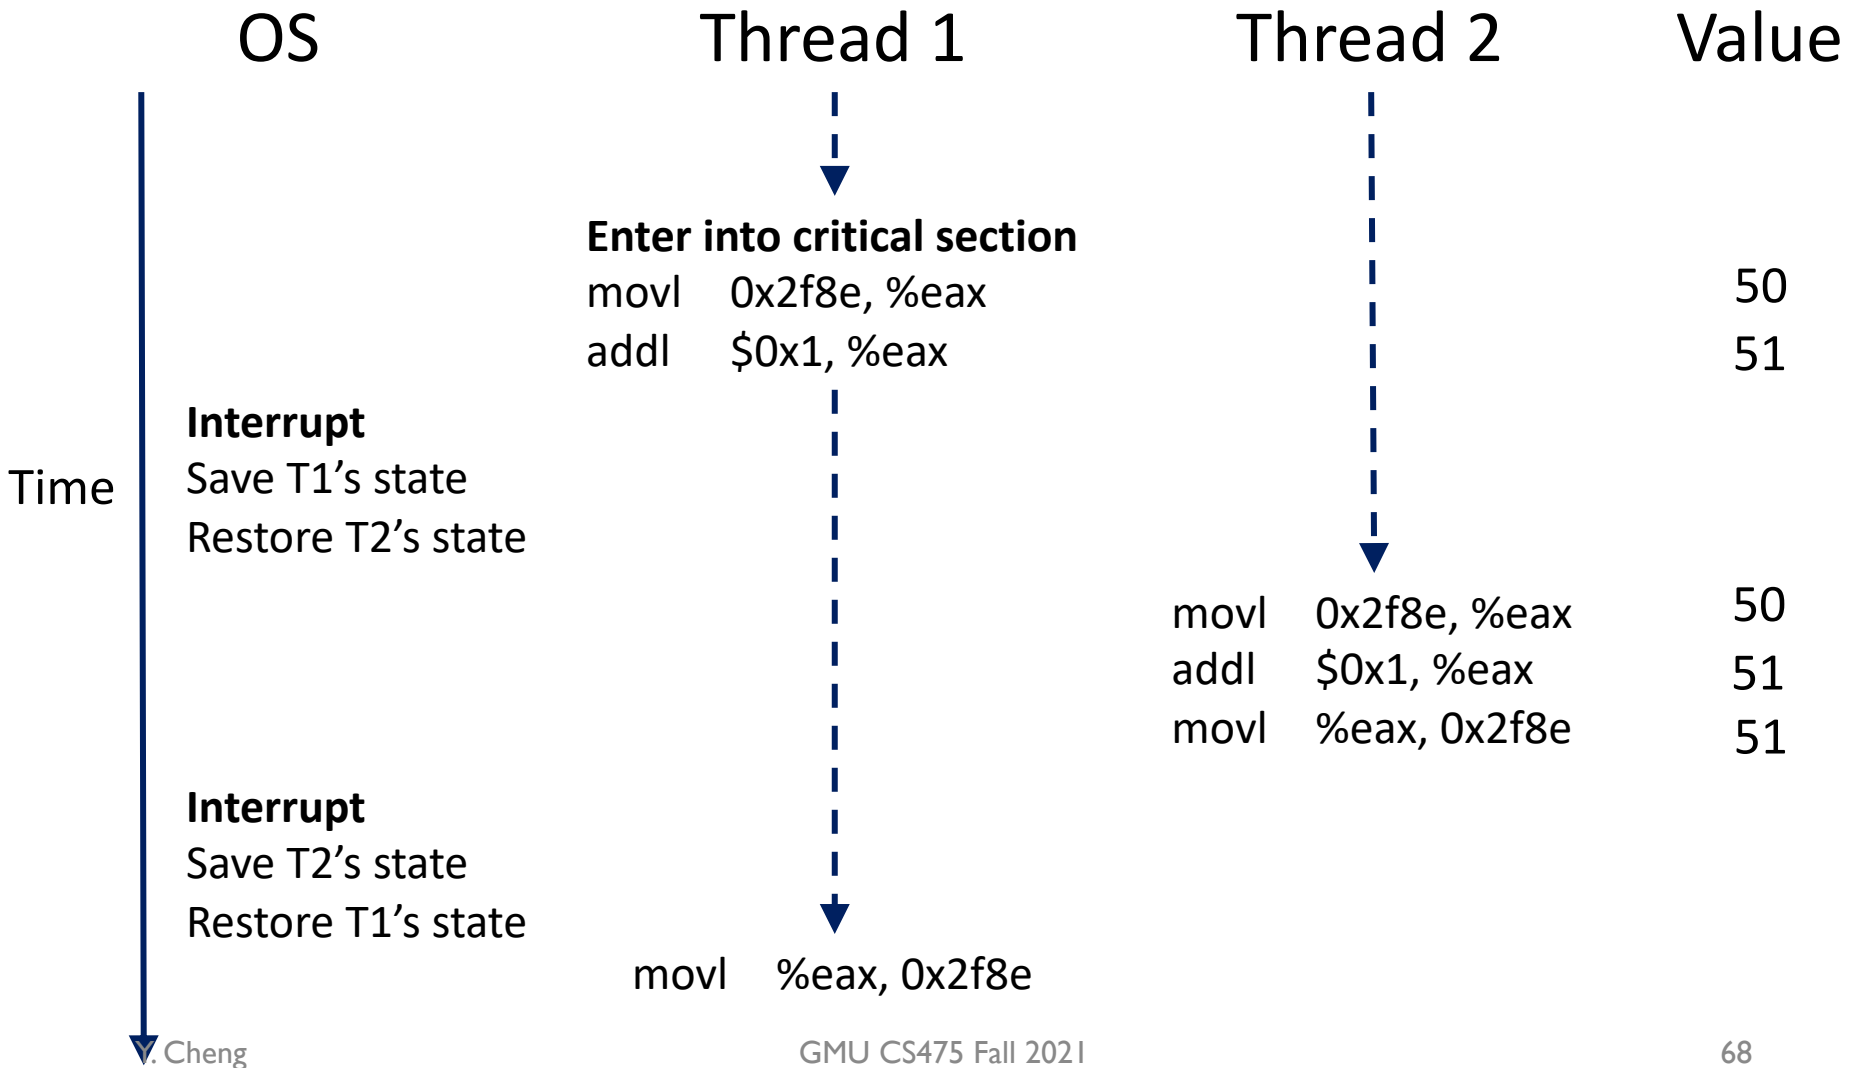 OS Thread 1 Thread 2 Value
Enter into critical section
movl 0x2f8e, %eax 50
addl $0x1, %eax 51
Interrupt
Save T1’s state
Time
Restore T2’s state
movl 0x2f8e, %eax 50
addl $0x1, %eax 51
movl %eax, 0x2f8e 51
Interrupt
Save T2’s state
Restore T1’s state
movl %eax, 0x2f8e
Y. Cheng GMU CS475 Fall 2021 68